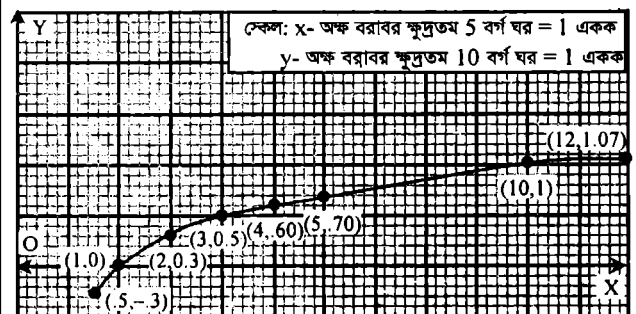 Y
স্কেল: x- অক্ষ বরাবর ক্ষুদ্রতম 5 বর্গ ঘর = 1 একক
y- অক্ষ বরাবর ক্ষুদ্রতম 10 বর্গ ঘর = 1 একক
(12,1.07)
(10,1)
(3,0.5) (4,.60) (5,.70)
O
(1,0) (2,0.3)
X
(.5,-.3)